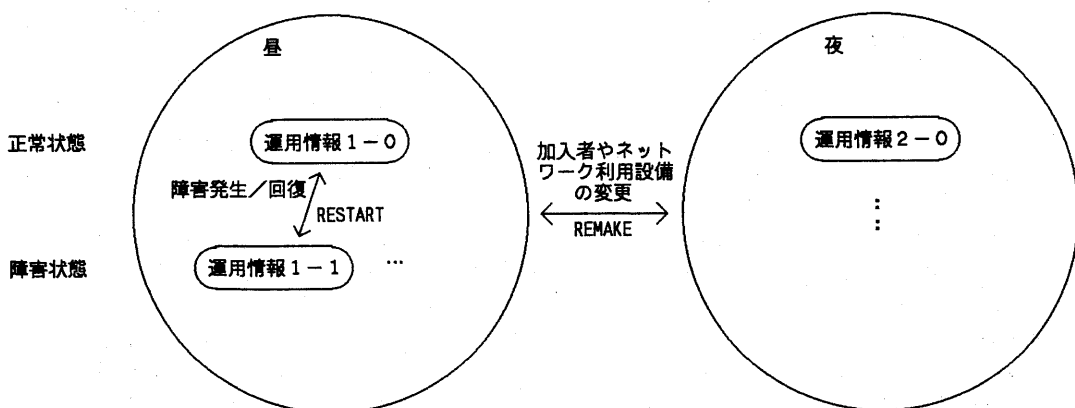 昼
夜
正常状態
運用情報1－0
運用情報2－0
加入者やネット
ワーク利用設備
の変更
障害発生／回復
RESTART
REMAKE
障害状態
運用情報1－1
…